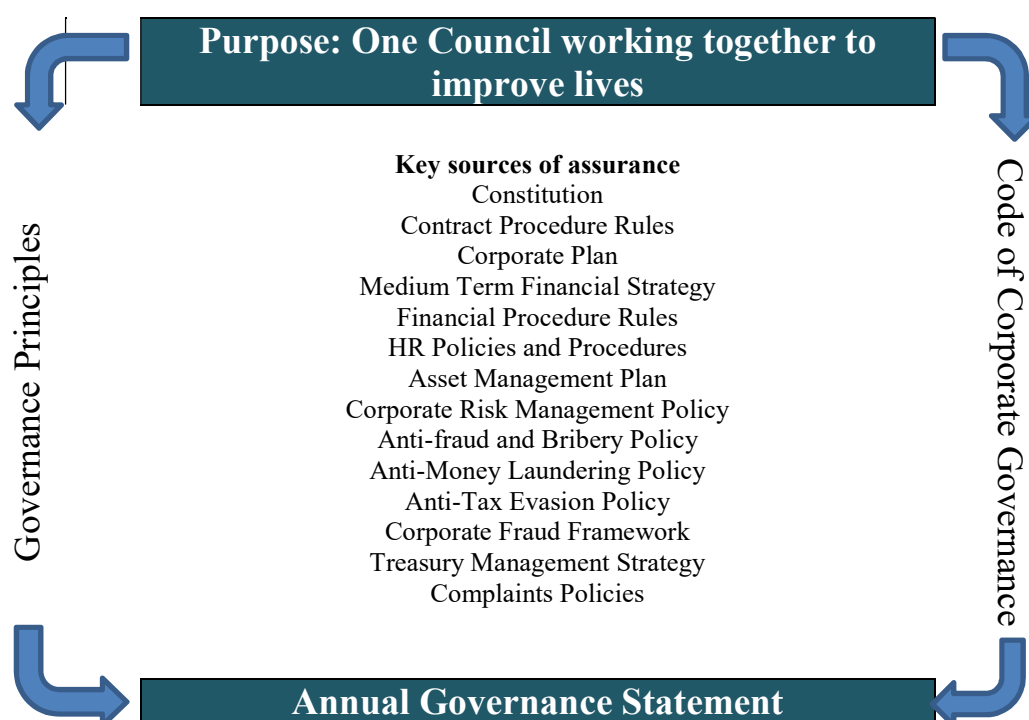 Purpose: One Council working together to
improve lives
Governance Principles
Key sources of assurance
Constitution
Contract Procedure Rules
Corporate Plan
Medium Term Financial Strategy
Financial Procedure Rules
HR Policies and Procedures
Asset Management Plan
Corporate Risk Management Policy
Anti-fraud and Bribery Policy
Anti-Money Laundering Policy
Anti-Tax Evasion Policy
Corporate Fraud Framework
Treasury Management Strategy
Complaints Policies
Code of Corporate Governance
Annual Governance Statement